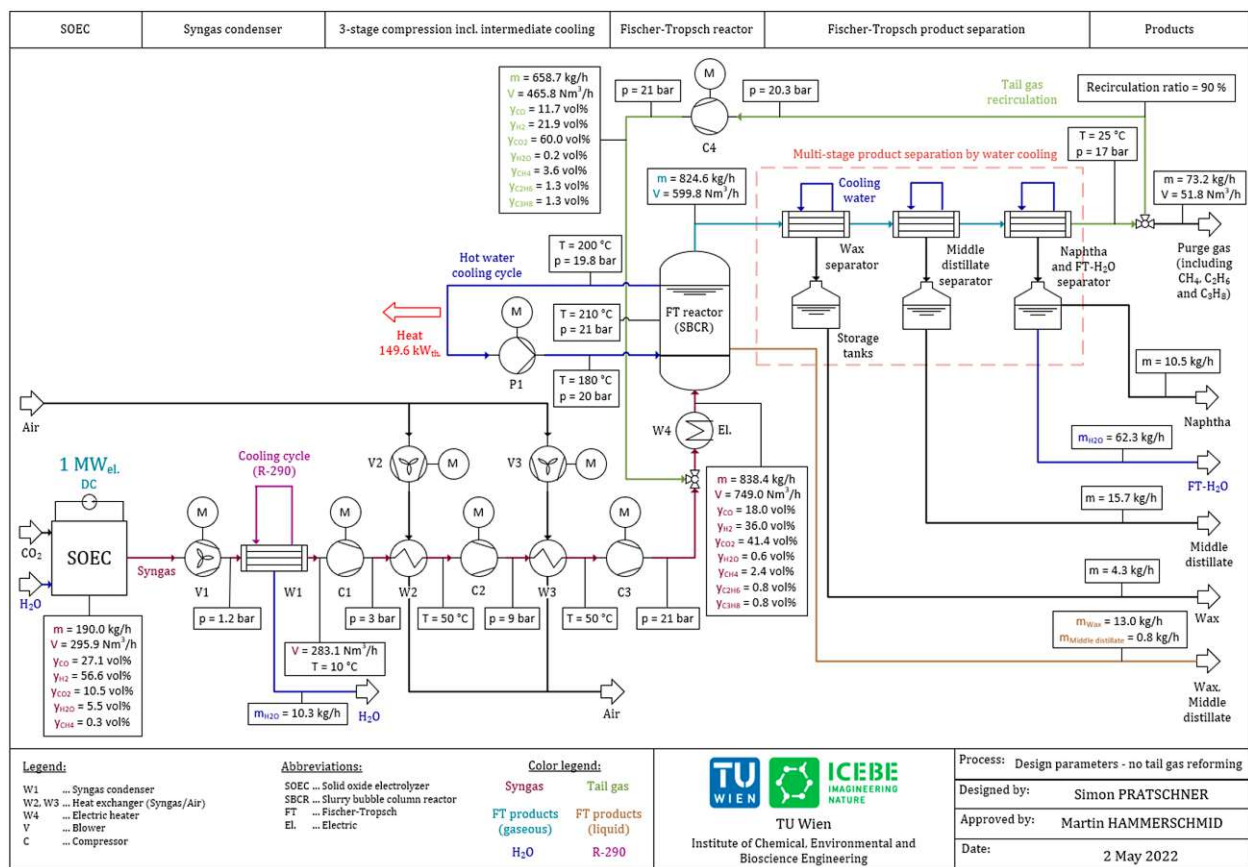 SOEC
Syngas condenser
3-stage compression incl. intermediate cooling
Fischer-Tropsch reactor
Fischer-Tropsch product separation
Products
m = 658.7 kg/h
V = 465.8 Nm³/h
yCO = 11.7 vol%
yH2 = 21.9 vol%
yCO2 = 60.0 vol%
yH2O = 0.2 vol%
yCH4 = 3.6 vol%
yC2H6 = 1.3 vol%
yC3H8 = 1.3 vol%
p = 21 bar
M
C4
p = 20.3 bar
Tail gas
recirculation
Recirculation ratio = 90 %
T = 25 °C
p = 17 bar
Multi-stage product separation by water cooling
m = 824.6 kg/h
V = 599.8 Nm³/h
Cooling
water
m = 73.2 kg/h
V = 51.8 Nm³/h
Purge gas
(including
CH₄, C₂H₆
and C₃H₈)
Wax
separator
Middle
distillate
separator
Naphtha
and FT-H₂O
separator
Storage
tanks
T = 200 °C
p = 19.8 bar
Hot water
cooling cycle
T = 210 °C
p = 21 bar
FT reactor
(SBCR)
Heat
149.6 kWth.
M
P1
T = 180 °C
p = 20 bar
m = 10.5 kg/h
Naphtha
mH2O = 62.3 kg/h
FT-H₂O
m = 15.7 kg/h
Middle
distillate
m = 4.3 kg/h
Wax
mWax = 13.0 kg/h
mMiddle distillate = 0.8 kg/h
Wax,
Middle
distillate
Air
W4
El.
m = 838.4 kg/h
V = 749.0 Nm³/h
yCO = 18.0 vol%
yH2 = 36.0 vol%
yCO2 = 41.4 vol%
yH2O = 0.6 vol%
yCH4 = 2.4 vol%
yC2H6 = 0.8 vol%
yC3H8 = 0.8 vol%
1 MWel.
DC
Cooling cycle
(R-290)
V2
M
V3
M
CO₂
H₂O
SOEC
Syngas
M
V1
W1
M
C1
W2
M
C2
W3
M
C3
p = 1.2 bar
V = 283.1 Nm³/h
T = 10 °C
p = 3 bar
T = 50 °C
p = 9 bar
T = 50 °C
p = 21 bar
m = 190.0 kg/h
V = 295.9 Nm³/h
yCO = 27.1 vol%
yH2 = 56.6 vol%
yCO2 = 10.5 vol%
yH2O = 5.5 vol%
yCH4 = 0.3 vol%
mH2O = 10.3 kg/h
H₂O
Air
Legend:
W1 ... Syngas condenser
W2, W3 ... Heat exchanger (Syngas/Air)
W4 ... Electric heater
V ... Blower
C ... Compressor
Abbreviations:
SOEC ... Solid oxide electrolyzer
SBCR ... Slurry bubble column reactor
FT ... Fischer-Tropsch
El. ... Electric
Color legend:
Syngas
Tail gas
FT products
(gaseous)
FT products
(liquid)
H₂O
R-290
TU
WIEN
ICEBE
IMAGINEERING
NATURE
TU Wien
Institute of Chemical, Environmental and
Bioscience Engineering
Process: Design parameters - no tail gas reforming
Designed by: Simon PRATSCHNER
Approved by: Martin HAMMERSCHMID
Date: 2 May 2022